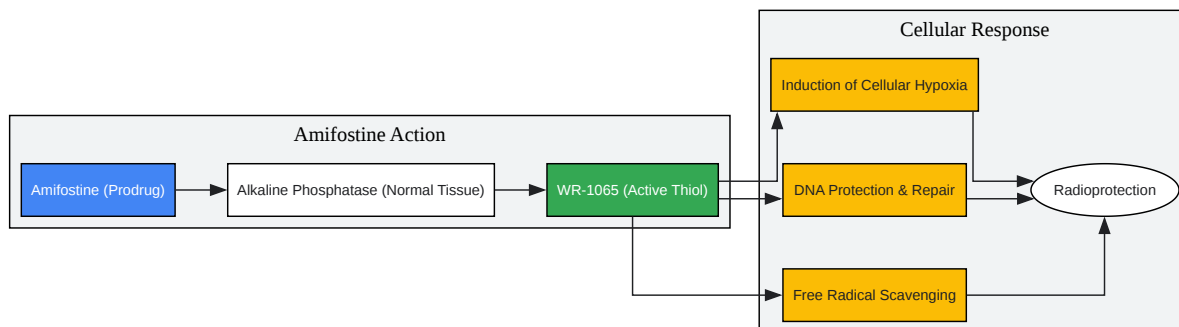 Cellular Response
Induction of Cellular Hypoxia
Amifostine Action
Amifostine (Prodrug)
Alkaline Phosphatase (Normal Tissue)
WR-1065 (Active Thiol)
DNA Protection & Repair
Radioprotection
Free Radical Scavenging